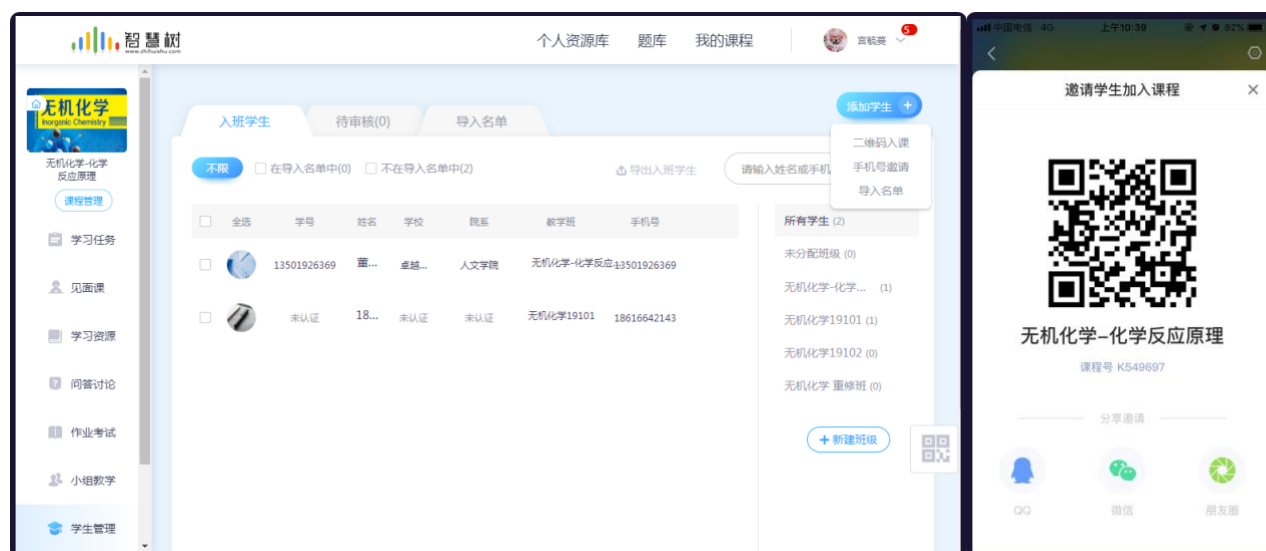 智慧树
www.zhihuishu.com
个人资源库 题库 我的课程
5
无机化学
Inorganic Chemistry
无机化学-化学
反应原理
课程管理
学习任务
见面课
学习资源
问答讨论
作业考试
小组教学
学生管理
入班学生 待审核(0) 导入名单
添加学生 +
二维码入课
手机号邀请
导入名单
不限 在导入名单中(0) 不在导入名单中(2) 导出入班学生 请输入姓名或手机
全选 学号 姓名 学校 院系 教学班 手机号
13501926369 董... 卓越... 人文学院 无机化学-化学反应 13501926369
未认证 18... 未认证 未认证 无机化学19101 18616642143
所有学生 (2)
未分配班级 (0)
无机化学-化学... (1)
无机化学19101 (1)
无机化学19102 (0)
无机化学 重修班 (0)
+ 新建班级
中国电信 4G 上午10:39 82%
邀请学生加入课程
无机化学–化学反应原理
课程号 K549697
分享邀请
QQ 微信 朋友圈